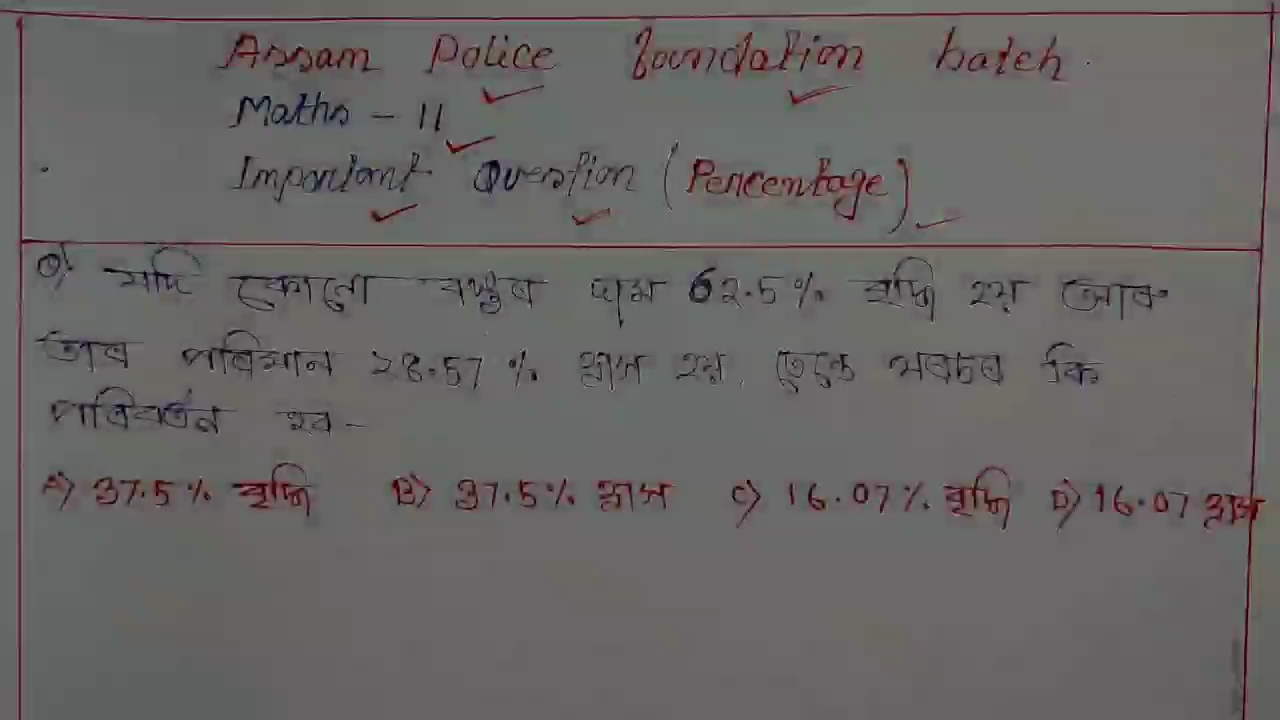 Assam Police foundation batch.
Maths - 11
Important Question (Percentage)
Q) যদি কোনো বস্তুৰ দাম 62.5% বৃদ্ধি হয় আৰু
তাৰ পৰিমান 28.57% হ্রাস হয়, তেন্তে খৰচৰ কি
পৰিবৰ্তন হব-
A) 37.5% বৃদ্ধি B) 37.5% হ্রাস C) 16.07% বৃদ্ধি D) 16.07 হ্রাস